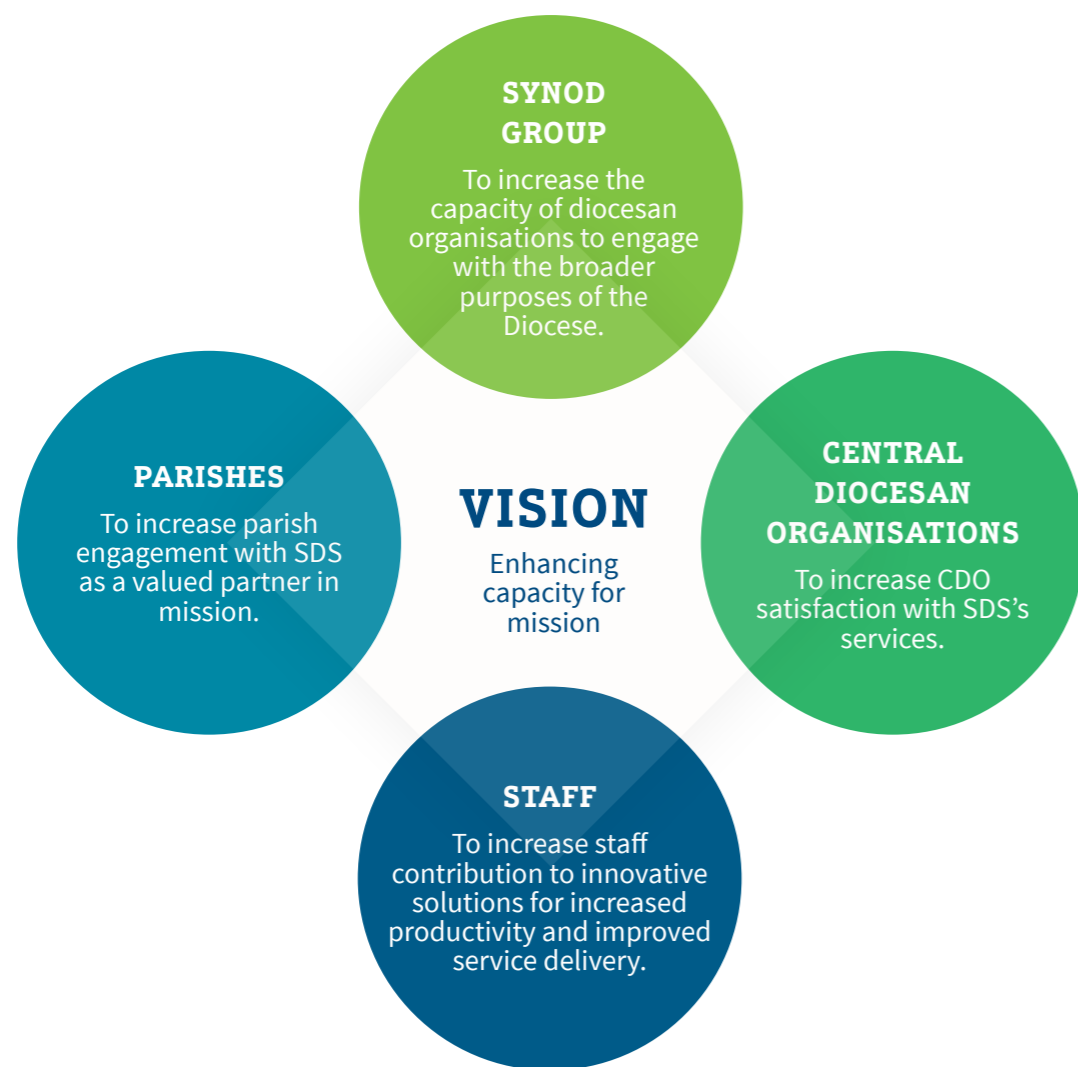 SYNOD
GROUP
To increase the
capacity of diocesan
organisations to engage
with the broader
purposes of the
Diocese.
PARISHES
To increase parish
engagement with SDS
as a valued partner in
mission.
VISION
Enhancing
capacity for
mission
CENTRAL
DIOCESAN
ORGANISATIONS
To increase CDO
satisfaction with SDS’s
services.
STAFF
To increase staff
contribution to innovative
solutions for increased
productivity and improved
service delivery.